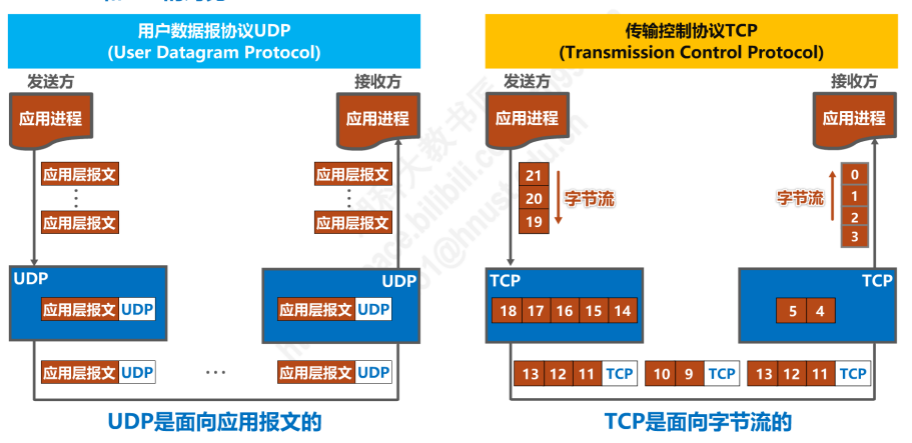 用户数据报协议UDP
(User Datagram Protocol)
发送方
接收方
应用进程
应用进程
应用层报文
应用层报文
⋮
⋮
应用层报文
应用层报文
UDP
UDP
应用层报文 UDP
应用层报文 UDP
应用层报文 UDP
...
应用层报文 UDP
UDP是面向应用报文的
传输控制协议TCP
(Transmission Control Protocol)
发送方
接收方
应用进程
应用进程
21
20
19
字节流
字节流
0
1
2
3
TCP
TCP
18 17 16 15 14
5 4
13 12 11 TCP
10 9 TCP
13 12 11 TCP
TCP是面向字节流的